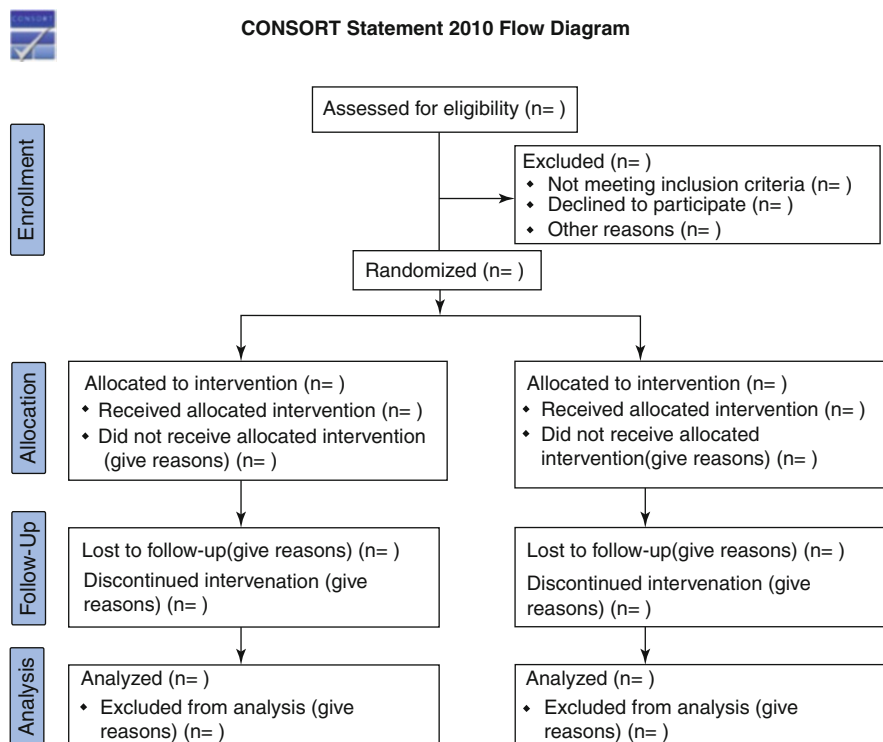 CONSORT
CONSORT Statement 2010 Flow Diagram
Enrollment
Assessed for eligibility (n= )
Excluded (n= )
◆ Not meeting inclusion criteria (n= )
◆ Declined to participate (n= )
◆ Other reasons (n= )
Randomized (n= )
Allocation
Allocated to intervention (n= )
◆ Received allocated intervention (n= )
◆ Did not receive allocated intervention
(give reasons) (n= )
Allocated to intervention (n= )
◆ Received allocated intervention (n= )
◆ Did not receive allocated
intervention(give reasons) (n= )
Follow-Up
Lost to follow-up(give reasons) (n= )
Discontinued intervenation (give
reasons) (n= )
Lost to follow-up(give reasons) (n= )
Discontinued intervenation (give
reasons) (n= )
Analysis
Analyzed (n= )
◆ Excluded from analysis (give
reasons) (n= )
Analyzed (n= )
◆ Excluded from analysis (give
reasons) (n= )